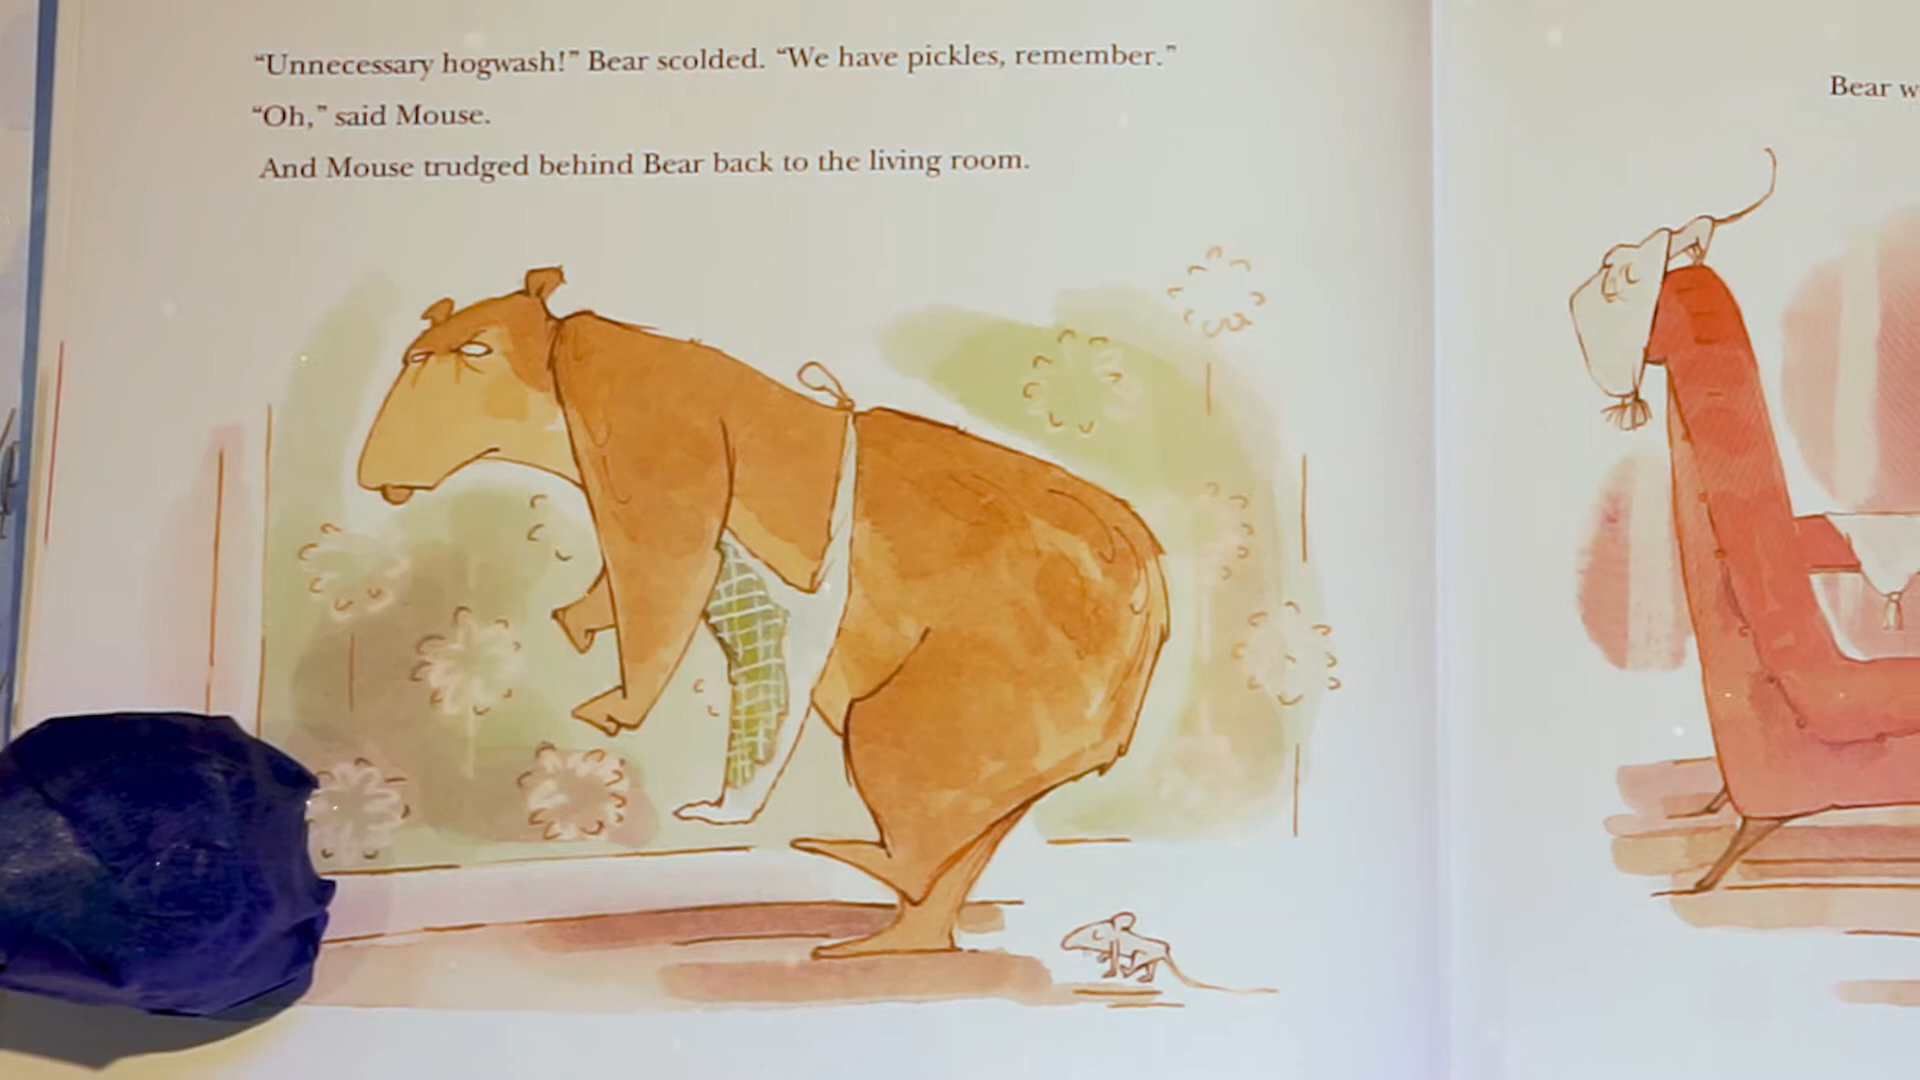 “Unnecessary hogwash!” Bear scolded. “We have pickles, remember.”
“Oh,” said Mouse.
And Mouse trudged behind Bear back to the living room.
Bear